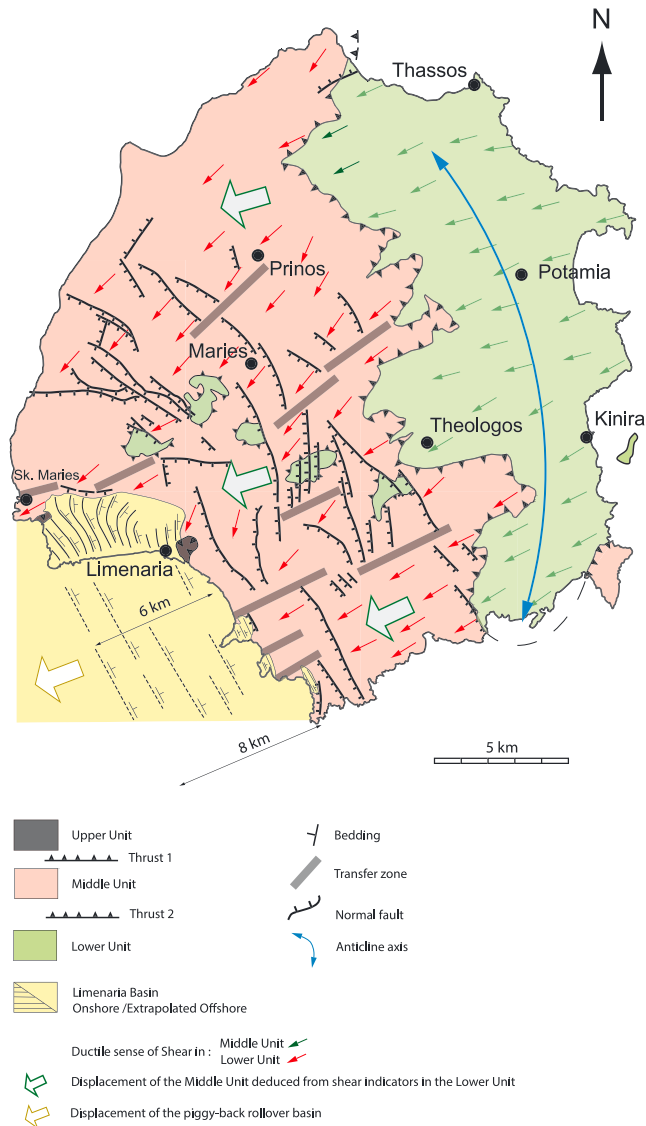 N
Thassos
Prinos
Potamia
Maries
Kinira
Theologos
Sk. Maries
Limenaria
6 km
8 km
5 km
Upper Unit
Thrust 1
Middle Unit
Thrust 2
Lower Unit
Limenaria Basin
Onshore /Extrapolated Offshore
Bedding
Transfer zone
Normal fault
Anticline axis
Ductile sense of Shear in : Middle Unit
Lower Unit
Displacement of the Middle Unit deduced from shear indicators in the Lower Unit
Displacement of the piggy-back rollover basin